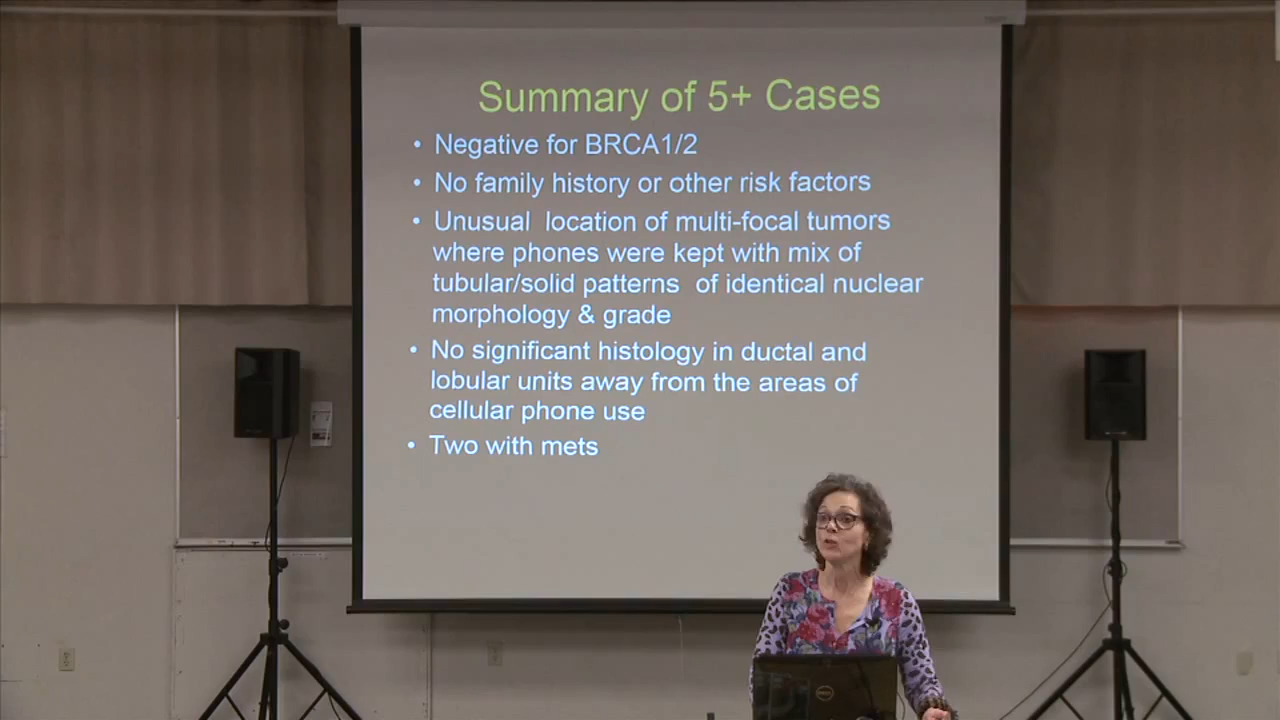 Summary of 5+ Cases
• Negative for BRCA1/2
• No family history or other risk factors
• Unusual location of multi-focal tumors
where phones were kept with mix of
tubular/solid patterns of identical nuclear
morphology & grade
• No significant histology in ductal and
lobular units away from the areas of
cellular phone use
• Two with mets
DELL